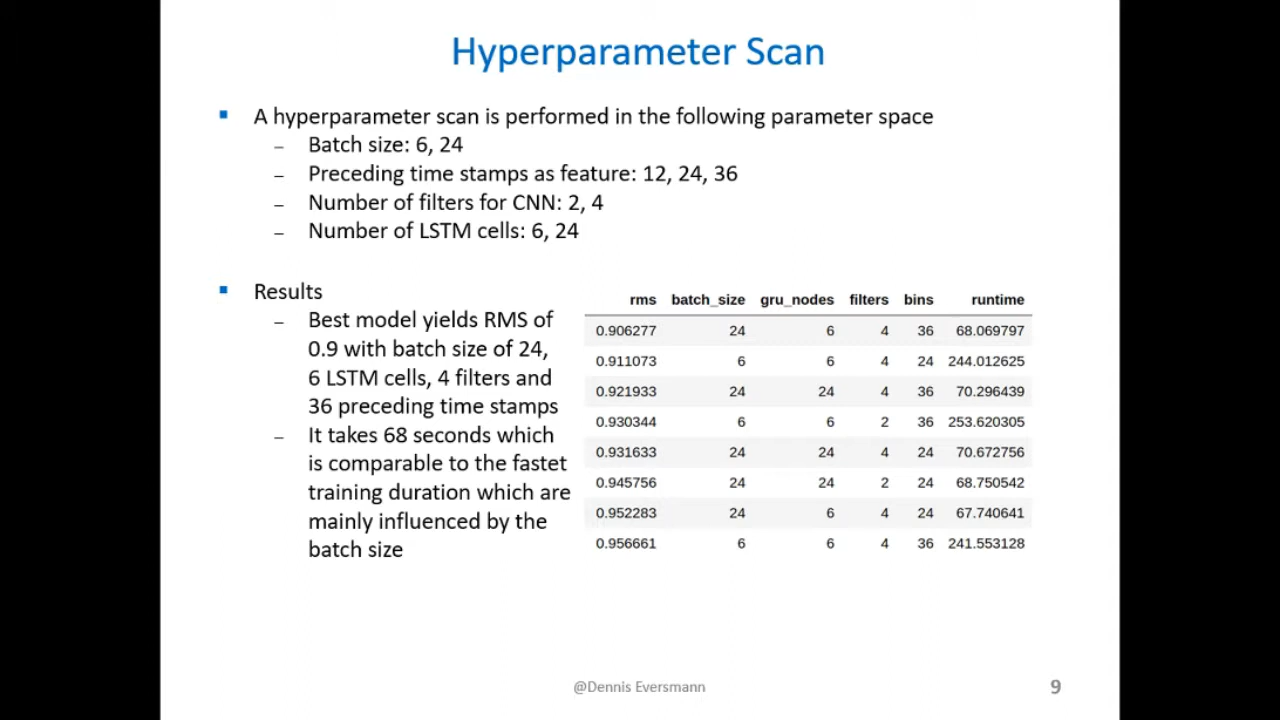 Hyperparameter Scan
▪ A hyperparameter scan is performed in the following parameter space
– Batch size: 6, 24
– Preceding time stamps as feature: 12, 24, 36
– Number of filters for CNN: 2, 4
– Number of LSTM cells: 6, 24
▪ Results
– Best model yields RMS of
0.9 with batch size of 24,
6 LSTM cells, 4 filters and
36 preceding time stamps
– It takes 68 seconds which
is comparable to the fastet
training duration which are
mainly influenced by the
batch size
rms batch_size gru_nodes filters bins runtime
0.906277 24 6 4 36 68.069797
0.911073 6 6 4 24 244.012625
0.921933 24 24 4 36 70.296439
0.930344 6 6 2 36 253.620305
0.931633 24 24 4 24 70.672756
0.945756 24 24 2 24 68.750542
0.952283 24 6 4 24 67.740641
0.956661 6 6 4 36 241.553128
@Dennis Eversmann
9